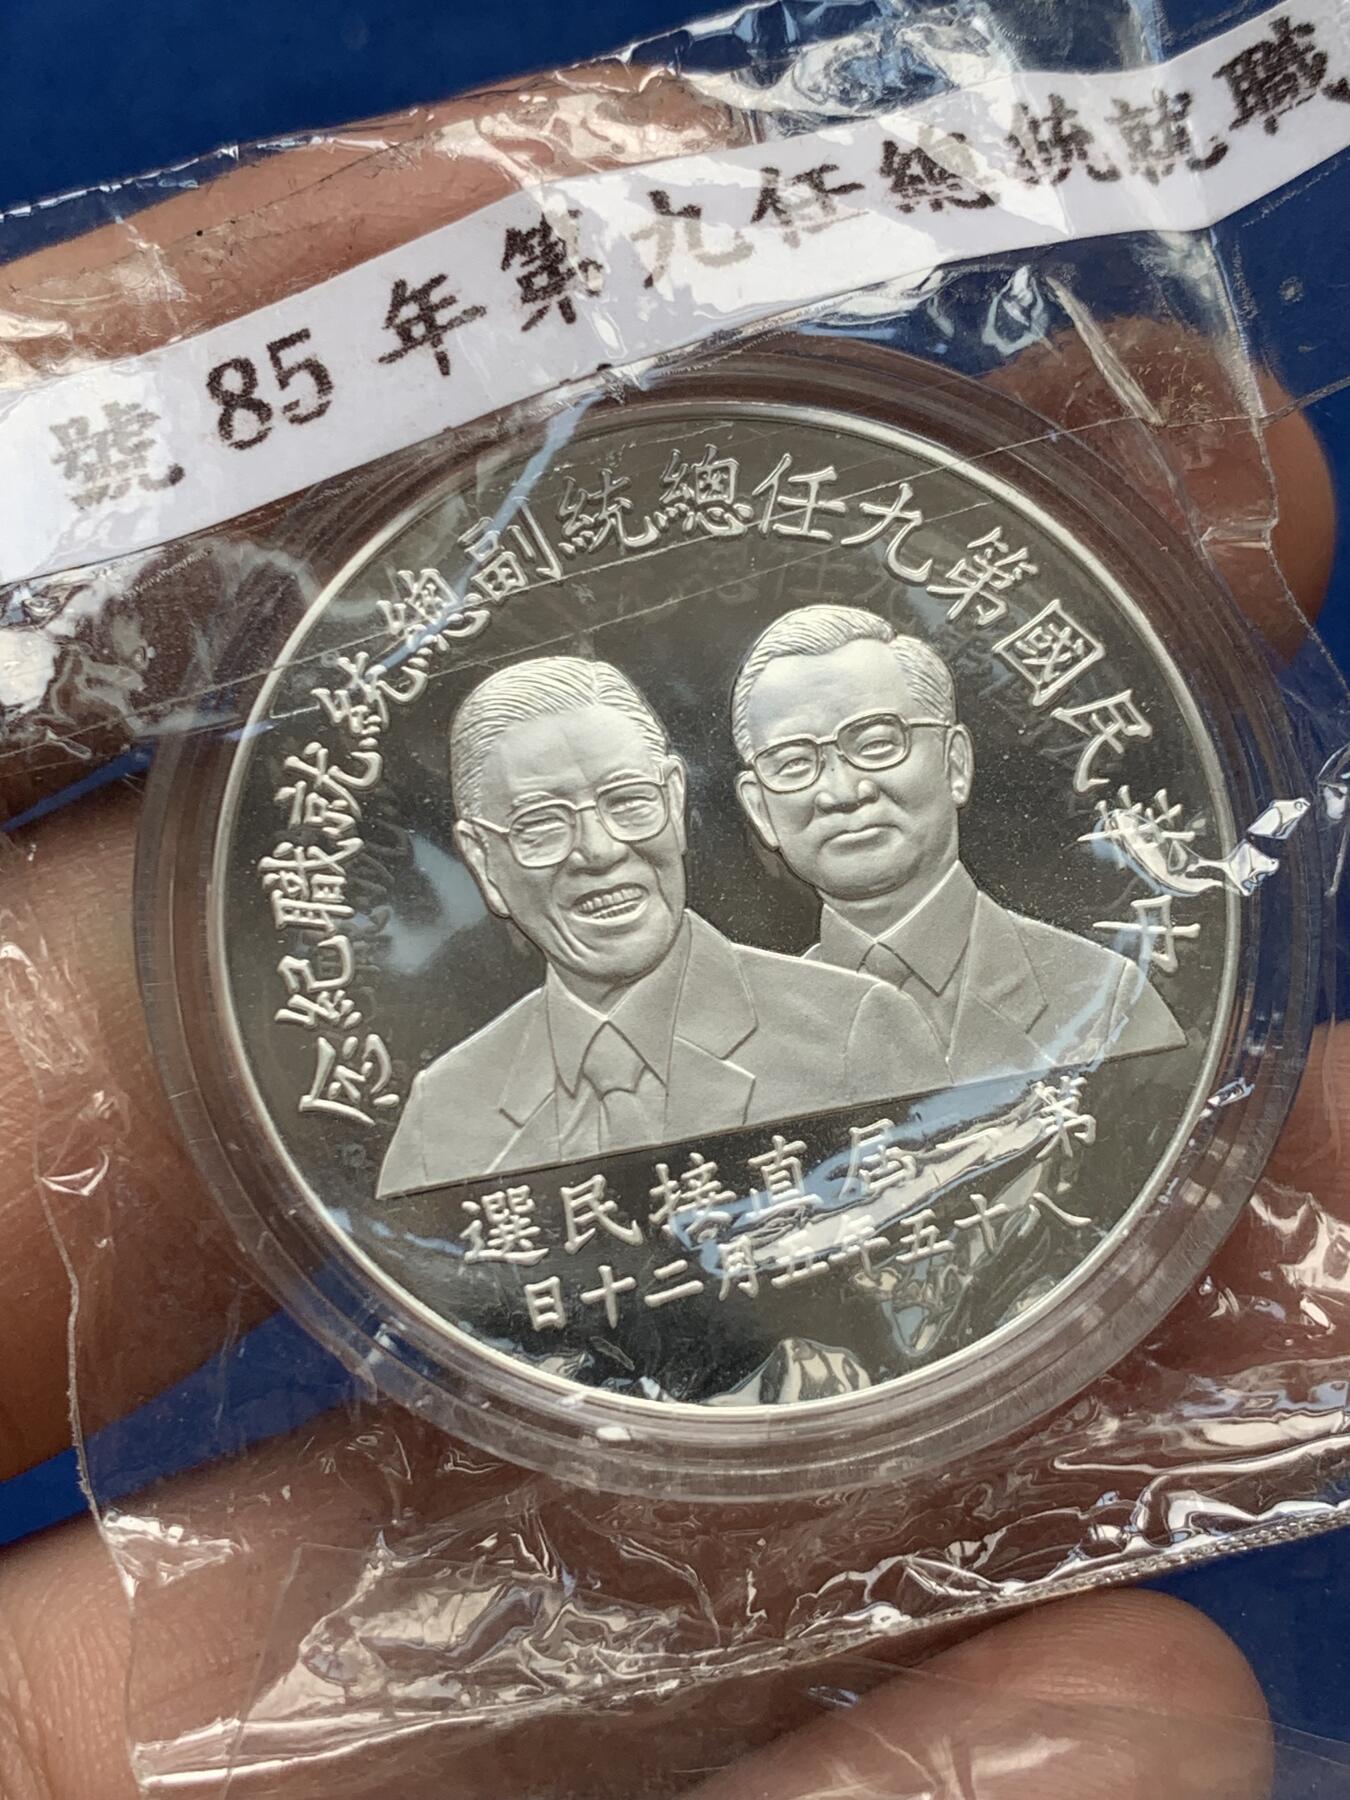 號 85 年 第 九 任 總 統 就 職
中華民國第九任總統副總統就職紀念
第一屆直接民選
八十五年五月二十日